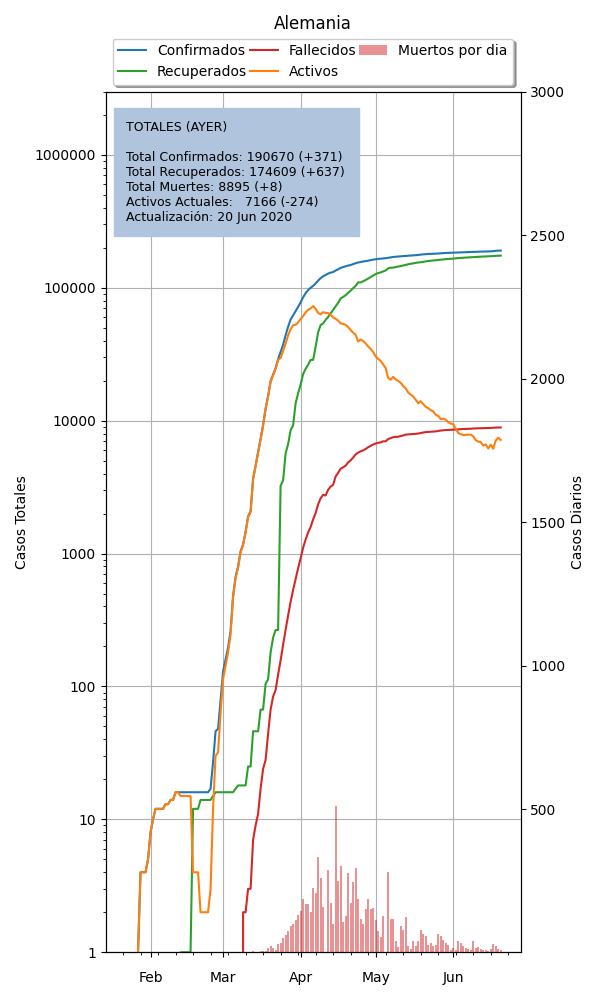 Alemania
Confirmados
Fallecidos
Muertos por dia
Recuperados
Activos
TOTALES (AYER)
Total Confirmados: 190670 (+371)
Total Recuperados: 174609 (+637)
Total Muertes: 8895 (+8)
Activos Actuales:   7166 (-274)
Actualización: 20 Jun 2020
Casos Totales
1000000
100000
10000
1000
100
10
1
3000
2500
2000
1500
1000
500
Casos Diarios
Feb
Mar
Apr
May
Jun